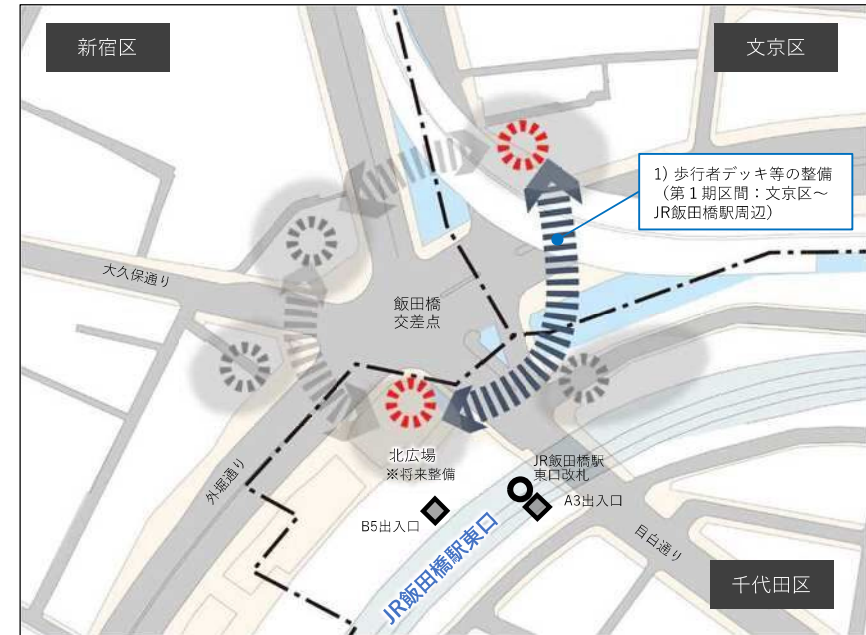 新宿区
文京区
1) 歩行者デッキ等の整備
（第１期区間：文京区～
JR飯田橋駅周辺）
大久保通り
飯田橋
交差点
北広場
※将来整備
外堀通り
JR飯田橋駅
東口改札
A3出入口
B5出入口
目白通り
JR飯田橋駅東口
千代田区